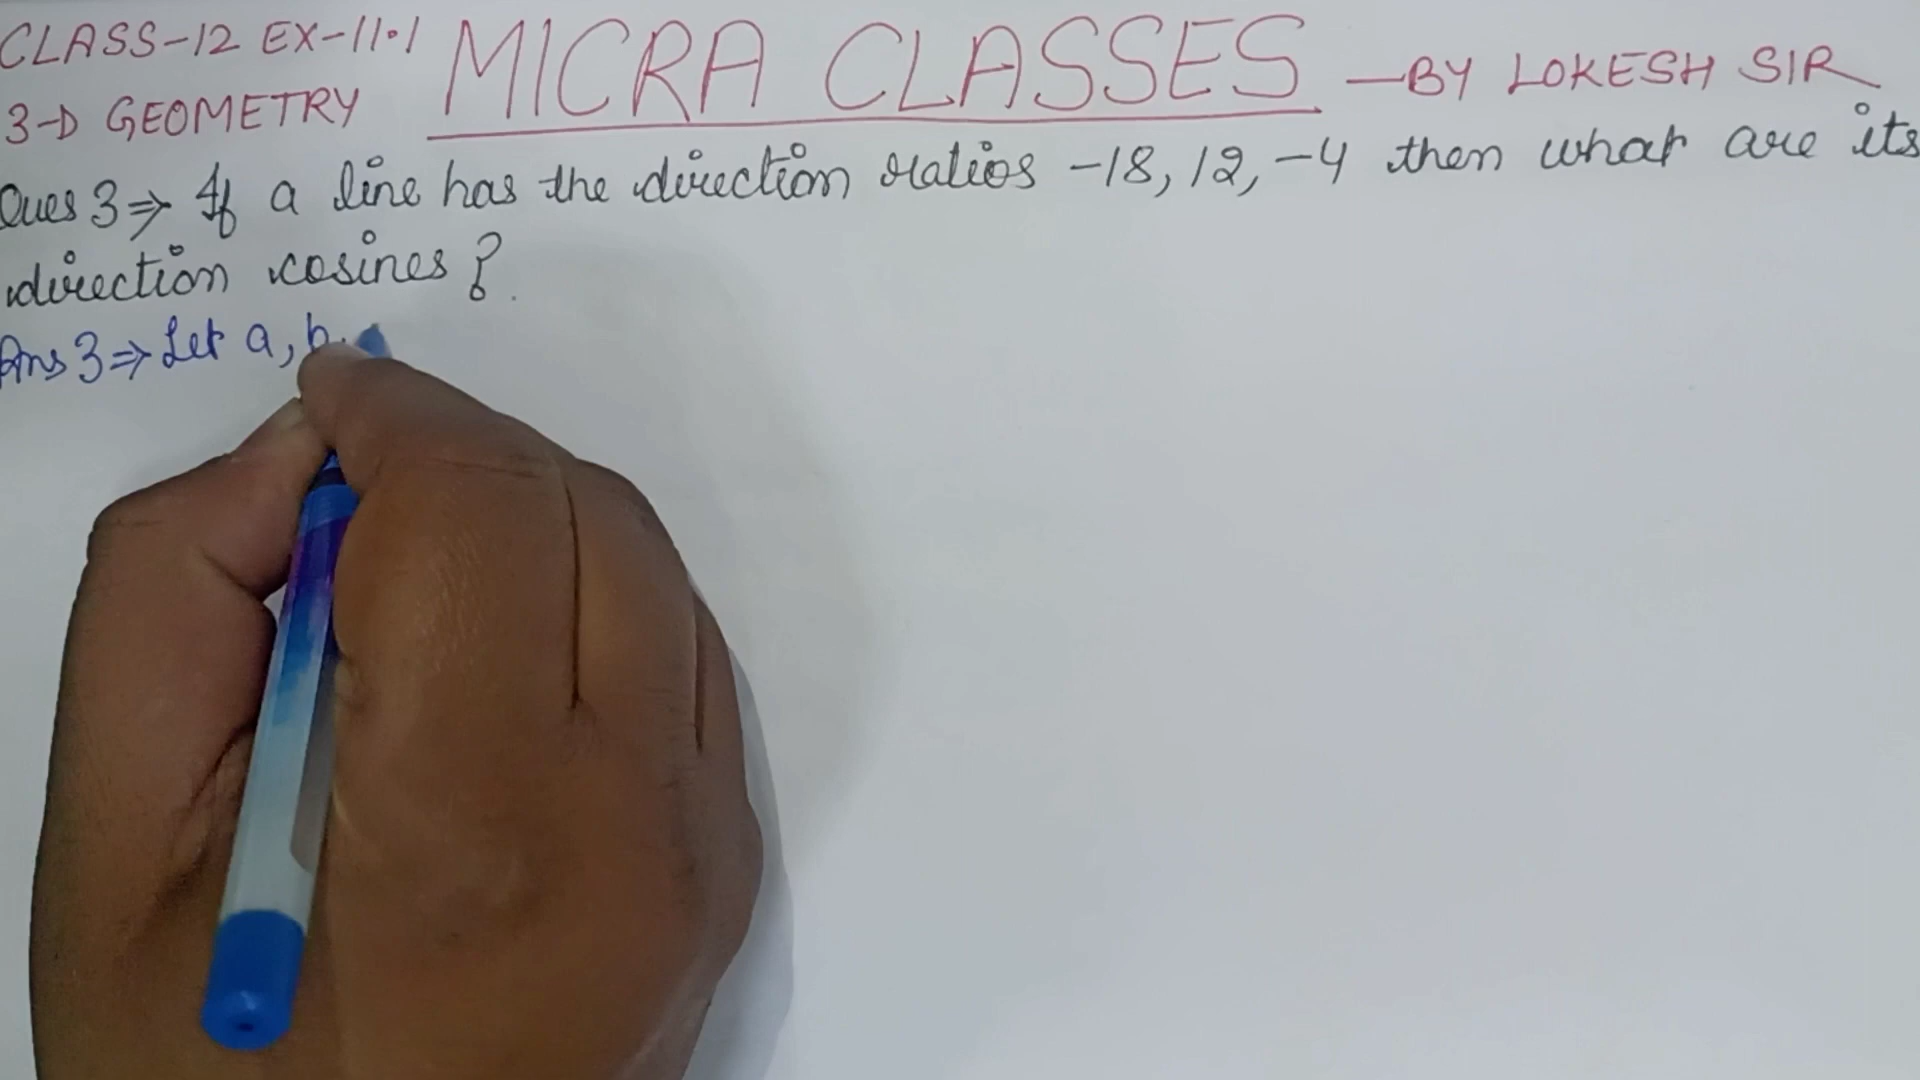 CLASS-12 EX-11.1 MICRA CLASSES -BY LOKESH SIR
3-D GEOMETRY
Ques 3⇒ If a line has the direction ratios -18, 12, -4 then what are its
direction cosines ?
Ans 3⇒ Let a, b,